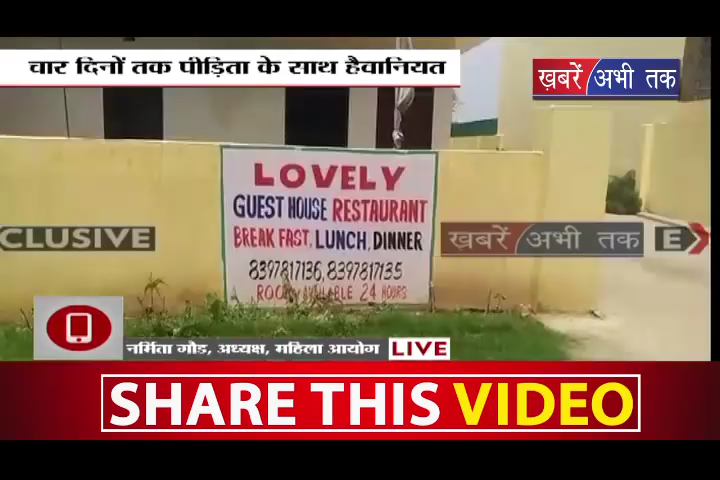 चार दिनों तक पीड़िता के साथ हैवानियत
ख़बरें अभी तक
LOVELY
GUEST HOUSE RESTAURANT
BREAK FAST, LUNCH, DINNER
8397817136, 8397817135
AVAILABLE 24 HOURS
CLUSIVE
ख़बरें अभी तक
E
नर्मिता गौड़, अध्यक्ष, महिला आयोग
LIVE
SHARE THIS VIDEO